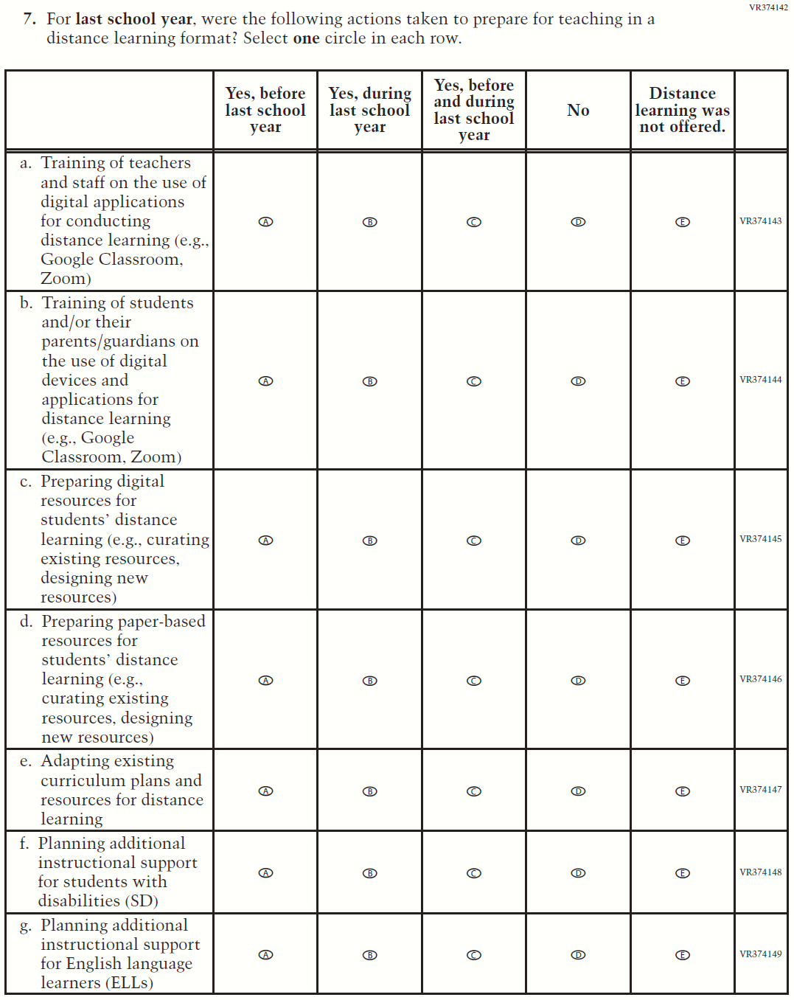 VR374142
7. For last school year, were the following actions taken to prepare for teaching in a
distance learning format? Select one circle in each row.
Yes, before
last school
year
Yes, during
last school
year
Yes, before
and during
last school
year
No
Distance
learning was
not offered.
a. Training of teachers
and staff on the use of
digital applications
for conducting
distance learning (e.g.,
Google Classroom,
Zoom)
A B C D E VR374143
b. Training of students
and/or their
parents/guardians on
the use of digital
devices and
applications for
distance learning
(e.g., Google
Classroom, Zoom)
A B C D E VR374144
c. Preparing digital
resources for
students’ distance
learning (e.g., curating
existing resources,
designing new
resources)
A B C D E VR374145
d. Preparing paper-based
resources for
students’ distance
learning (e.g.,
curating existing
resources, designing
new resources)
A B C D E VR374146
e. Adapting existing
curriculum plans and
resources for distance
learning
A B C D E VR374147
f. Planning additional
instructional support
for students with
disabilities (SD)
A B C D E VR374148
g. Planning additional
instructional support
for English language
learners (ELLs)
A B C D E VR374149